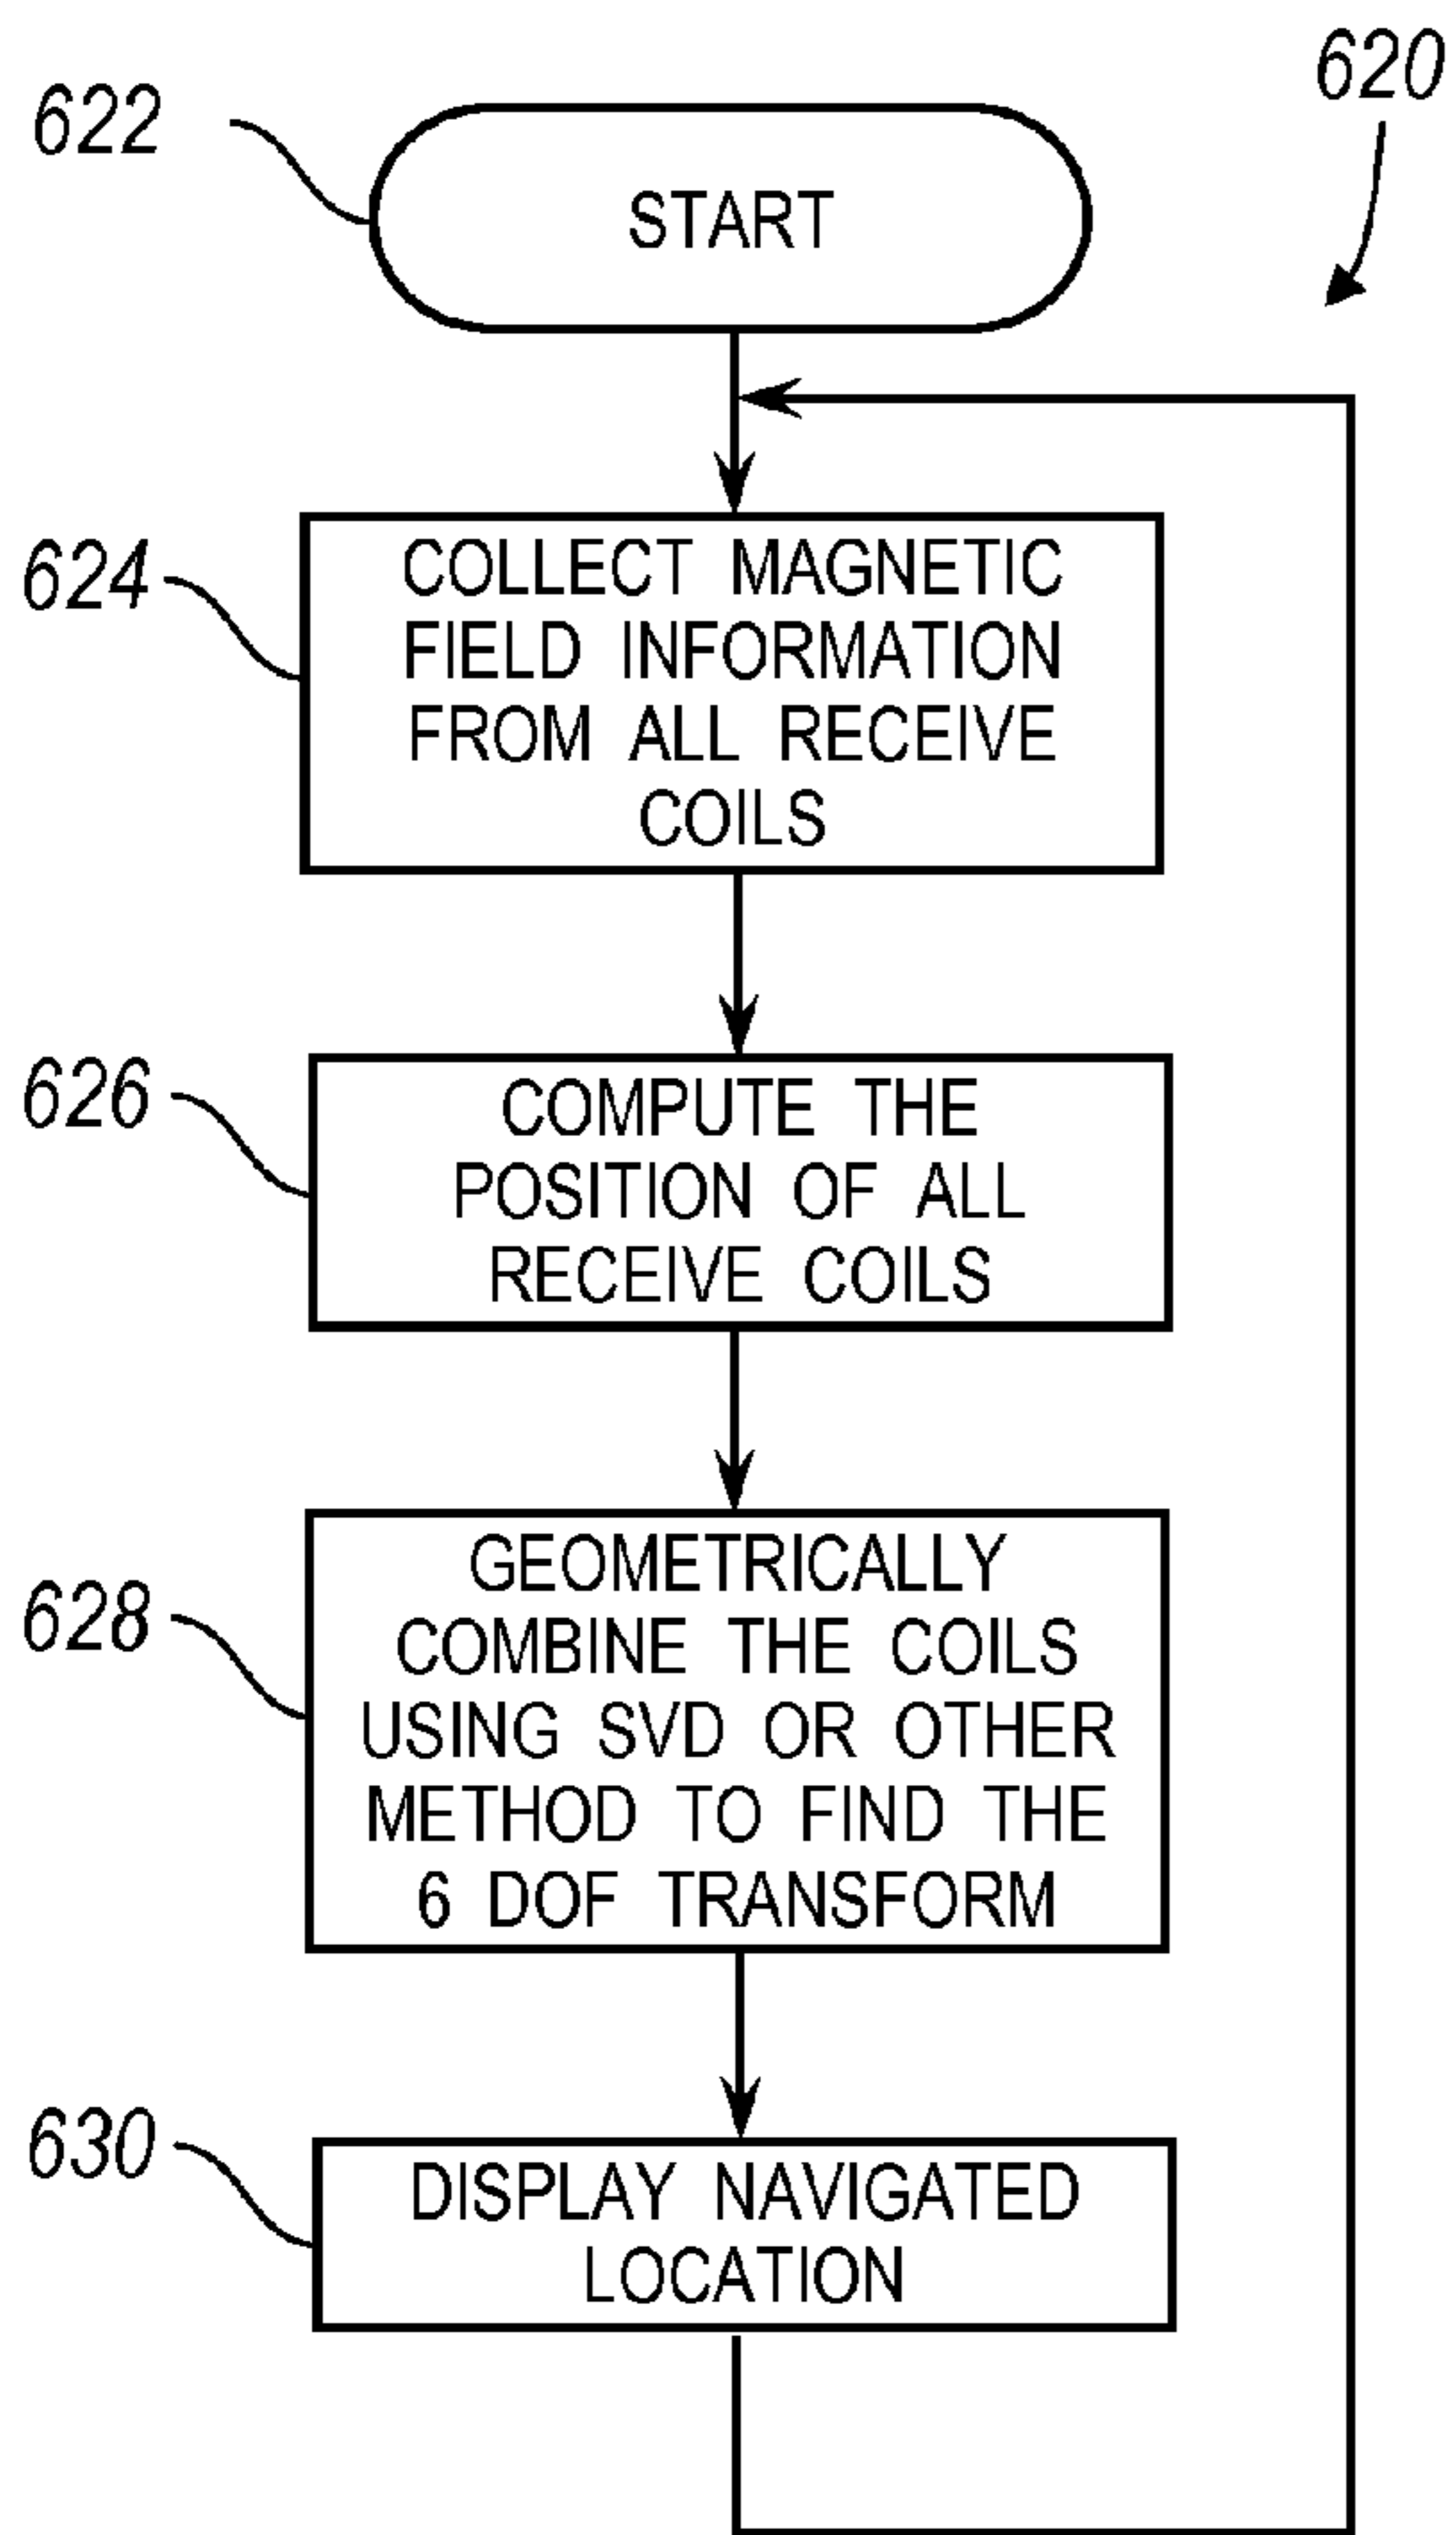 620
622
START
624
COLLECT MAGNETIC
FIELD INFORMATION
FROM ALL RECEIVE
COILS
626
COMPUTE THE
POSITION OF ALL
RECEIVE COILS
628
GEOMETRICALLY
COMBINE THE COILS
USING SVD OR OTHER
METHOD TO FIND THE
6 DOF TRANSFORM
630
DISPLAY NAVIGATED
LOCATION